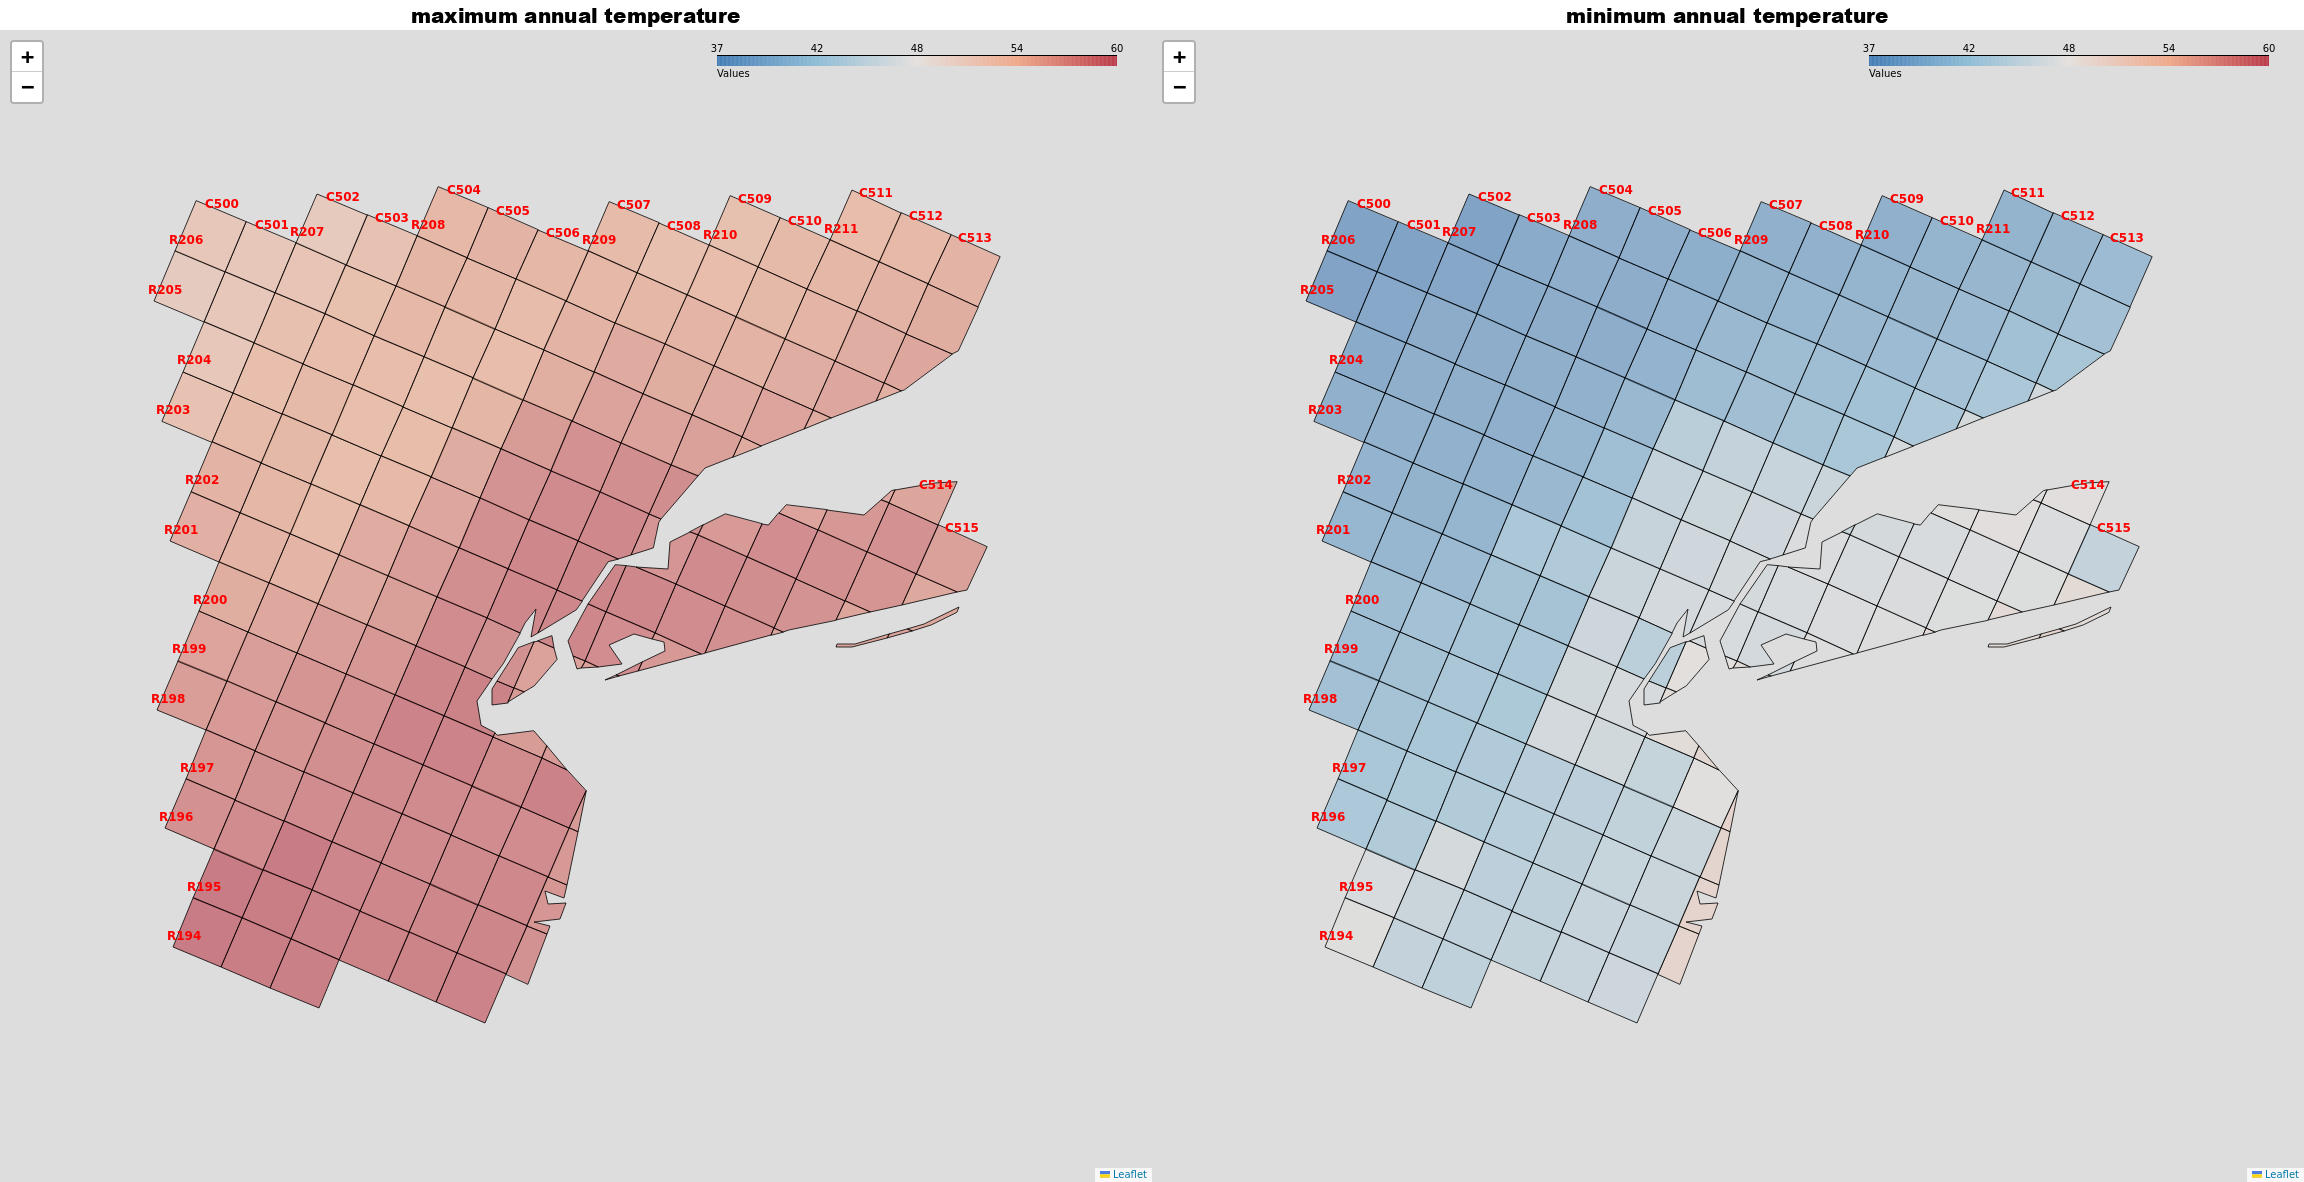 maximum annual temperature
minimum annual temperature
+
−
37 42 48 54 60
Values
+
−
37 42 48 54 60
Values
C500
C501
C502
C503
C504
C505
C506
C507
C508
C509
C510
C511
C512
C513
C514
C515
R206
R207
R208
R209
R210
R211
R205
R204
R203
R202
R201
R200
R199
R198
R197
R196
R195
R194
C500
C501
C502
C503
C504
C505
C506
C507
C508
C509
C510
C511
C512
C513
C514
C515
R206
R207
R208
R209
R210
R211
R205
R204
R203
R202
R201
R200
R199
R198
R197
R196
R195
R194
Leaflet
Leaflet